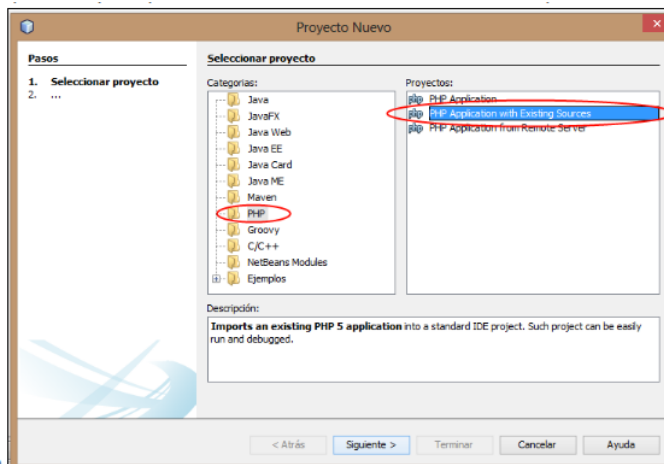 Proyecto Nuevo
Pasos
1. Seleccionar proyecto
2. ...
Seleccionar proyecto
Categorías:
Java
JavaFX
Java Web
Java EE
Java Card
Java ME
Maven
PHP
Groovy
C/C++
NetBeans Modules
Ejemplos
Proyectos:
PHP Application
PHP Application with Existing Sources
PHP Application from Remote Server
Descripción:
Imports an existing PHP 5 application into a standard IDE project. Such project can be easily
run and debugged.
< Atrás
Siguiente >
Terminar
Cancelar
Ayuda